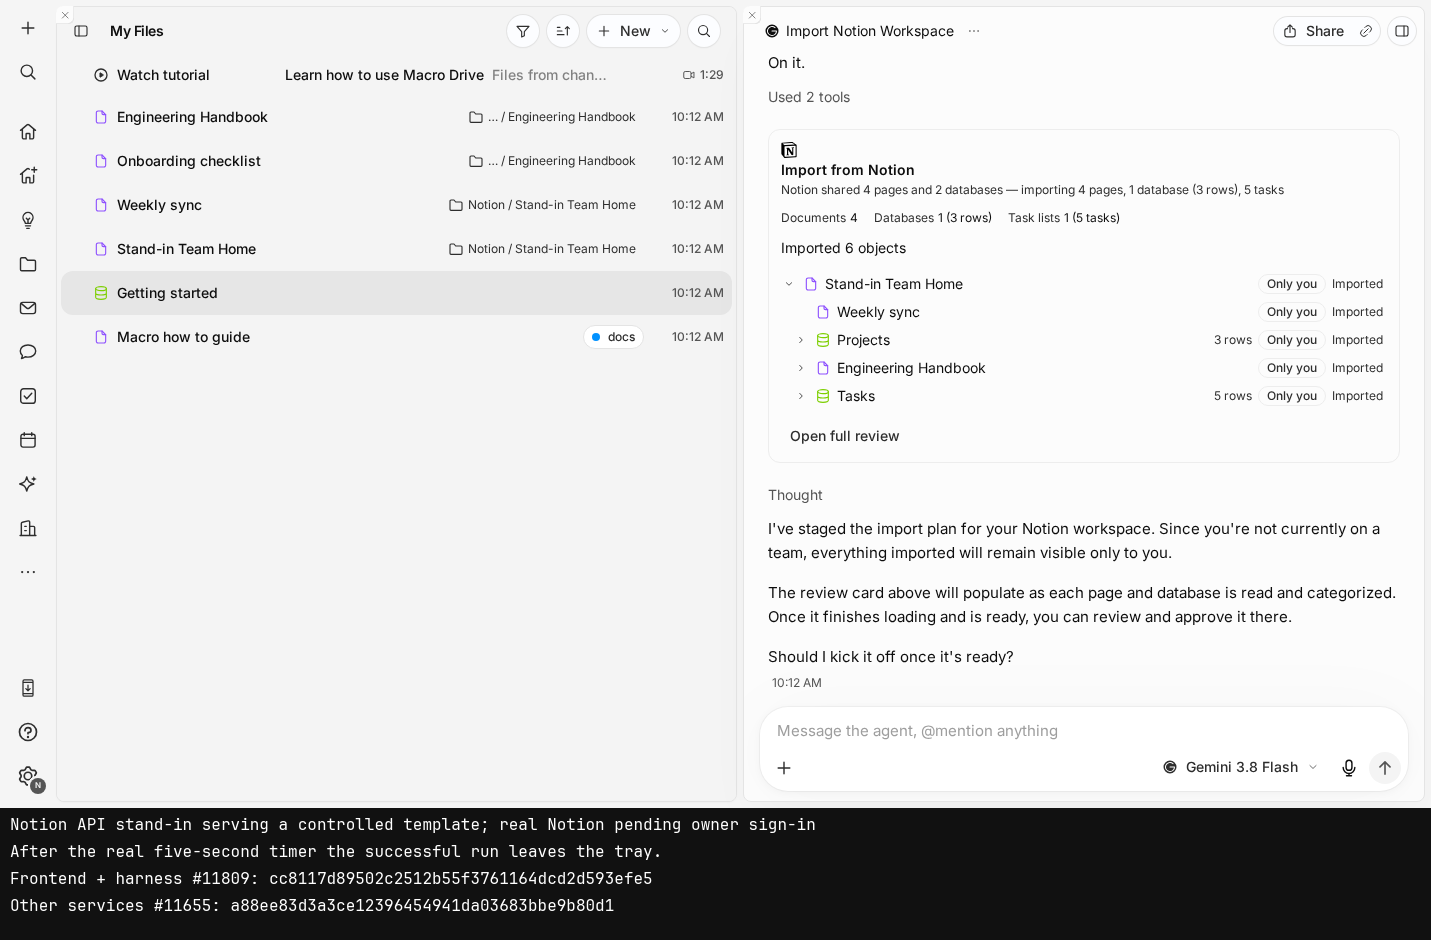 My Files
New
Watch tutorial Learn how to use Macro Drive Files from chan... 1:29
Engineering Handbook ... / Engineering Handbook 10:12 AM
Onboarding checklist ... / Engineering Handbook 10:12 AM
Weekly sync Notion / Stand-in Team Home 10:12 AM
Stand-in Team Home Notion / Stand-in Team Home 10:12 AM
Getting started 10:12 AM
Macro how to guide docs 10:12 AM
N
Import Notion Workspace ...
Share
On it.
Used 2 tools
Import from Notion
Notion shared 4 pages and 2 databases — importing 4 pages, 1 database (3 rows), 5 tasks
Documents 4 Databases 1 (3 rows) Task lists 1 (5 tasks)
Imported 6 objects
Stand-in Team Home Only you Imported
Weekly sync Only you Imported
Projects 3 rows Only you Imported
Engineering Handbook Only you Imported
Tasks 5 rows Only you Imported
Open full review
Thought
I've staged the import plan for your Notion workspace. Since you're not currently on a
team, everything imported will remain visible only to you.
The review card above will populate as each page and database is read and categorized.
Once it finishes loading and is ready, you can review and approve it there.
Should I kick it off once it's ready?
10:12 AM
Message the agent, @mention anything
Gemini 3.8 Flash
Notion API stand-in serving a controlled template; real Notion pending owner sign-in
After the real five-second timer the successful run leaves the tray.
Frontend + harness #11809: cc8117d89502c2512b55f3761164dcd2d593efe5
Other services #11655: a88ee83d3a3ce12396454941da03683bbe9b80d1